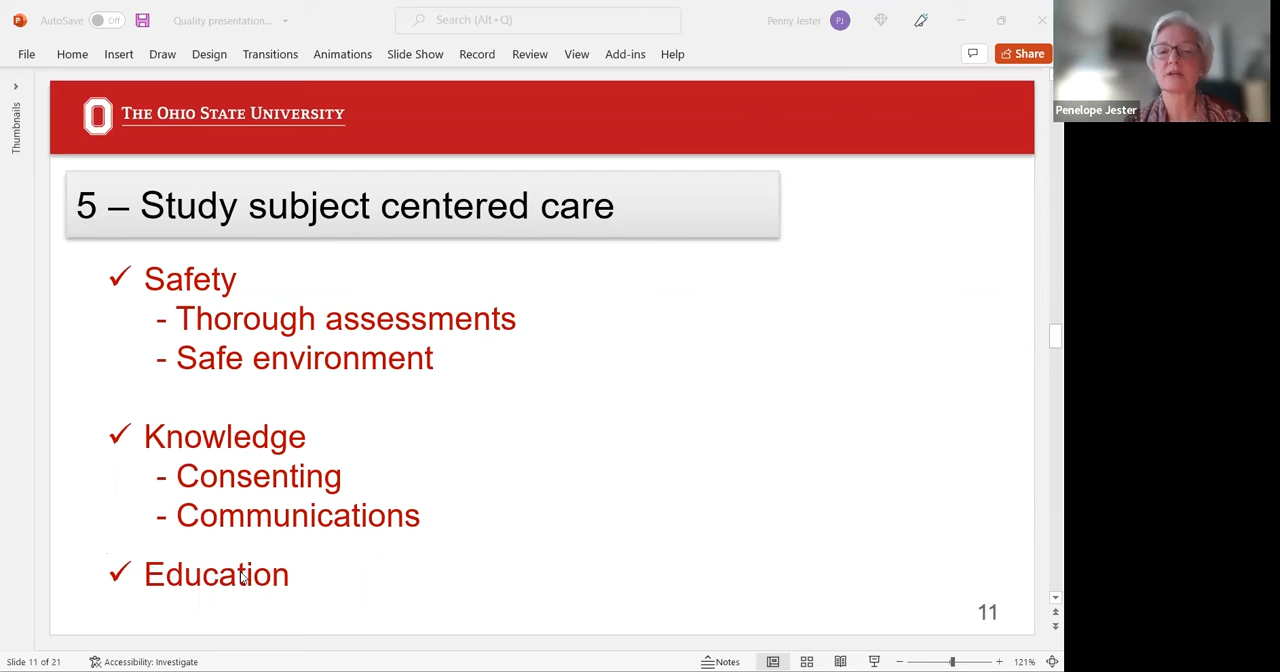 AutoSave Off Quality presentation... Search (Alt+Q) Penny Jester PJ
File Home Insert Draw Design Transitions Animations Slide Show Record Review View Add-ins Help Share
Penelope Jester
Thumbnails
THE OHIO STATE UNIVERSITY
5 – Study subject centered care
✓ Safety
- Thorough assessments
- Safe environment
✓ Knowledge
- Consenting
- Communications
✓ Education
11
Slide 11 of 21 Accessibility: Investigate Notes 121%